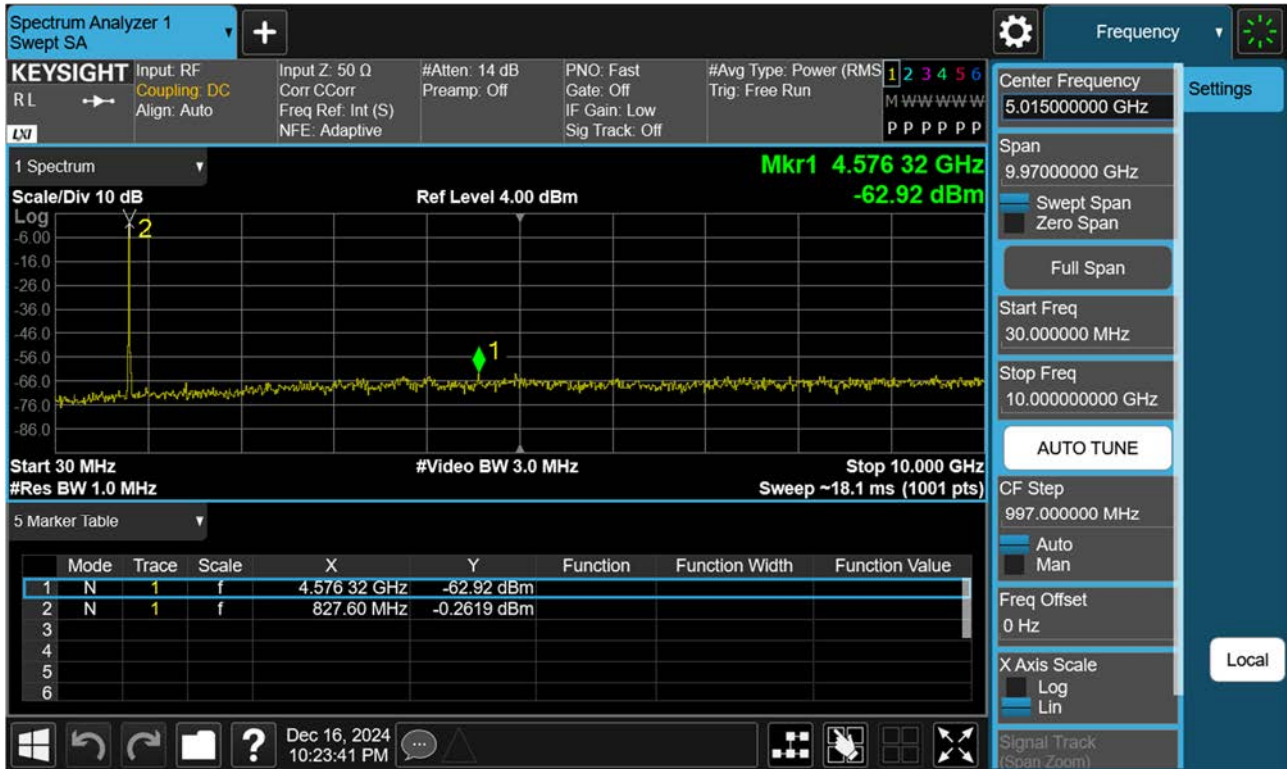 Spectrum Analyzer 1
Swept SA
Frequency
KEYSIGHT
RL
LXI
Input: RF
Coupling: DC
Align: Auto
Input Z: 50 Ω
Corr CCorr
Freq Ref: Int (S)
NFE: Adaptive
#Atten: 14 dB
Preamp: Off
PNO: Fast
Gate: Off
IF Gain: Low
Sig Track: Off
#Avg Type: Power (RMS
Trig: Free Run
1 2 3 4 5 6
M W W W W W
P P P P P P
1 Spectrum
Mkr1 4.576 32 GHz
Scale/Div 10 dB
Ref Level 4.00 dBm
-62.92 dBm
Log
2
-6.00
-16.0
-26.0
-36.0
-46.0
1
-56.0
-66.0
-76.0
-86.0
Start 30 MHz
#Video BW 3.0 MHz
Stop 10.000 GHz
#Res BW 1.0 MHz
Sweep ~18.1 ms (1001 pts)
5 Marker Table
Mode Trace Scale X Y Function Function Width Function Value
1 N 1 f 4.576 32 GHz -62.92 dBm
2 N 1 f 827.60 MHz -0.2619 dBm
3
4
5
6
?
Dec 16, 2024
10:23:41 PM
Center Frequency
5.015000000 GHz
Settings
Span
9.97000000 GHz
Swept Span
Zero Span
Full Span
Start Freq
30.000000 MHz
Stop Freq
10.000000000 GHz
AUTO TUNE
CF Step
997.000000 MHz
Auto
Man
Freq Offset
0 Hz
X Axis Scale
Log
Lin
Local
Signal Track
(Span Zoom)